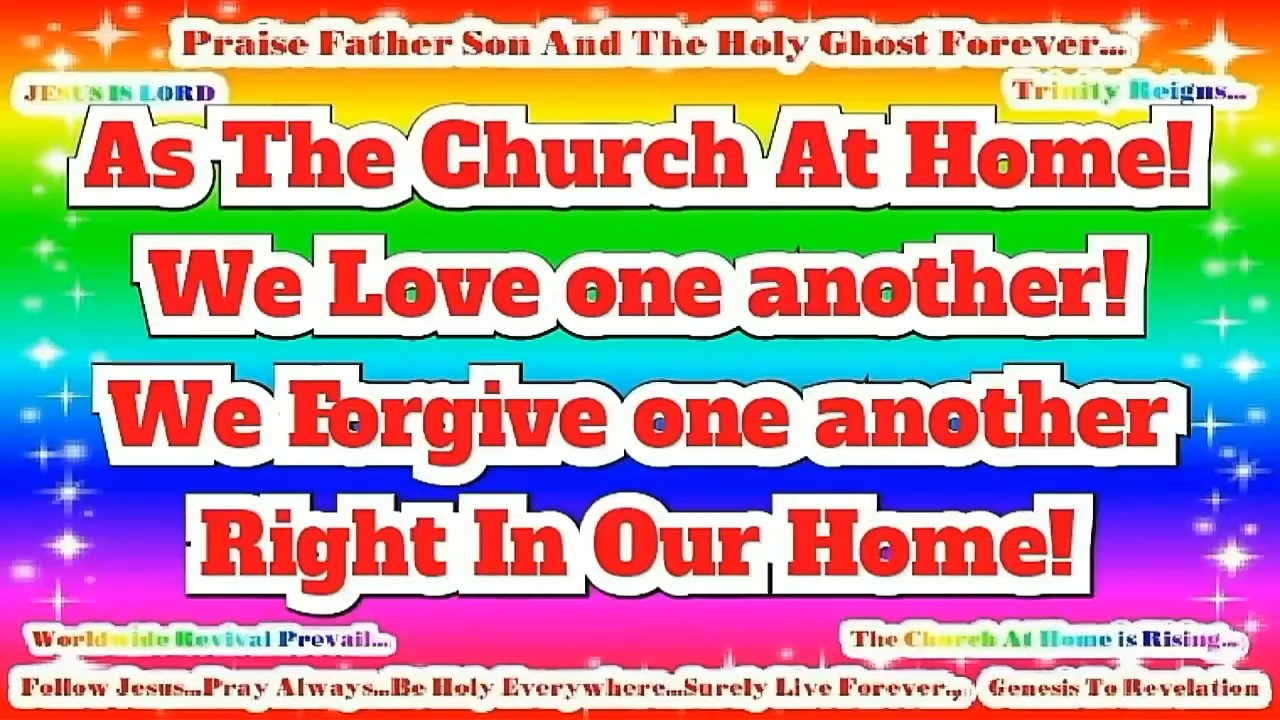 Praise Father Son And The Holy Ghost Forever...
JESUS IS LORD
Trinity Reigns...
As The Church At Home!
We Love one another!
We Forgive one another
Right In Our Home!
Worldwide Revival Prevail...
The Church At Home is Rising...
Follow Jesus...Pray Always...Be Holy Everywhere...Surely Live Forever.,,
Genesis To Revelation